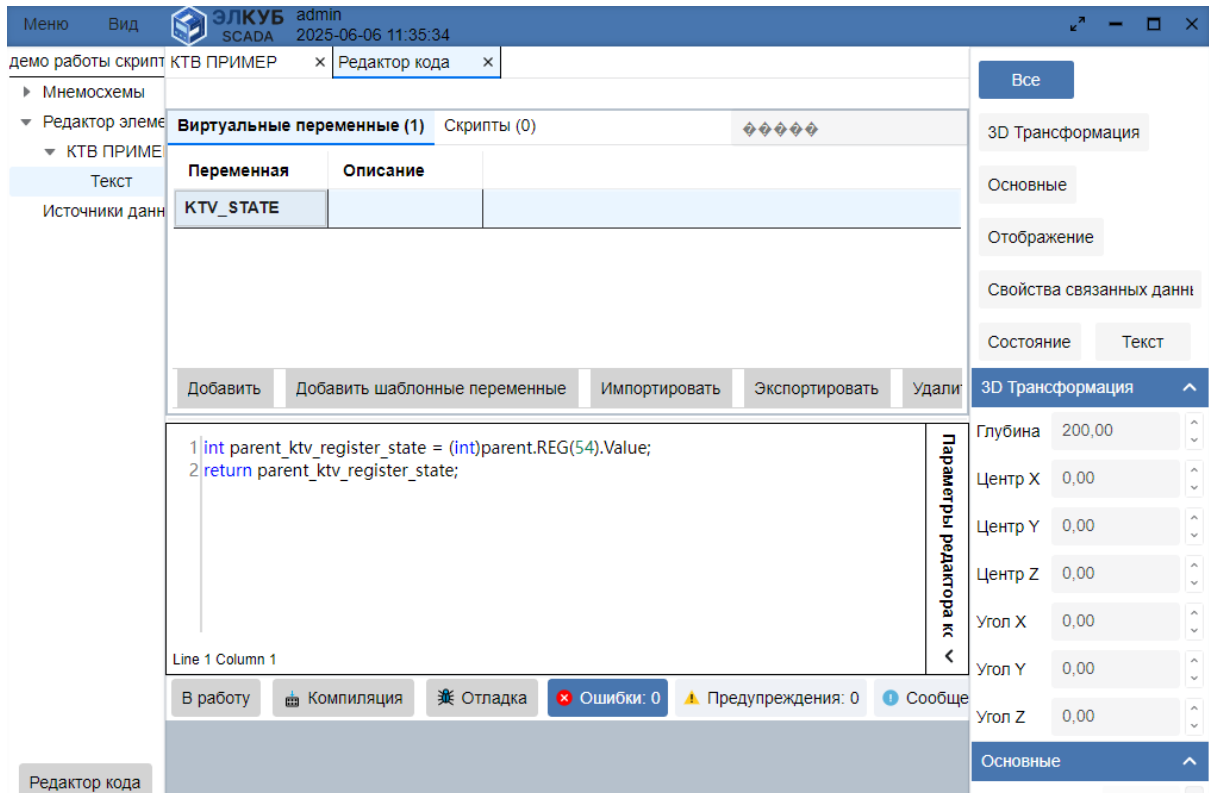 Меню Вид ЭЛКУБ SCADA admin
2025-06-06 11:35:34
демо работы скрипт
Мнемосхемы
Редактор элеме
КТВ ПРИМЕ
Текст
Источники данн
Редактор кода
КТВ ПРИМЕР × Редактор кода ×
Виртуальные переменные (1) Скрипты (0) �����
Переменная Описание
KTV_STATE
Добавить Добавить шаблонные переменные Импортировать Экспортировать Удалит
1 int parent_ktv_register_state = (int)parent.REG(54).Value;
2 return parent_ktv_register_state;
Параметры редактора кс
Line 1 Column 1
В работу Компиляция Отладка Ошибки: 0 Предупреждения: 0 Сообще
Все
3D Трансформация
Основные
Отображение
Свойства связанных даннь
Состояние Текст
3D Трансформация
Глубина 200,00
Центр X 0,00
Центр Y 0,00
Центр Z 0,00
Угол X 0,00
Угол Y 0,00
Угол Z 0,00
Основные